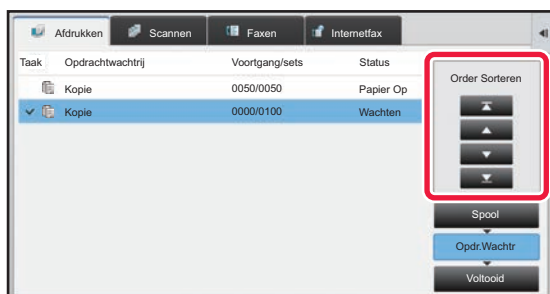 Afdrukken Scannen Faxen Internetfax
Taak Opdrachtwachtrij Voortgang/sets Status
Kopie 0050/0050 Papier Op
Kopie 0000/0100 Wachten
Order Sorteren
Spool
Opdr.Wachtr
Voltooid